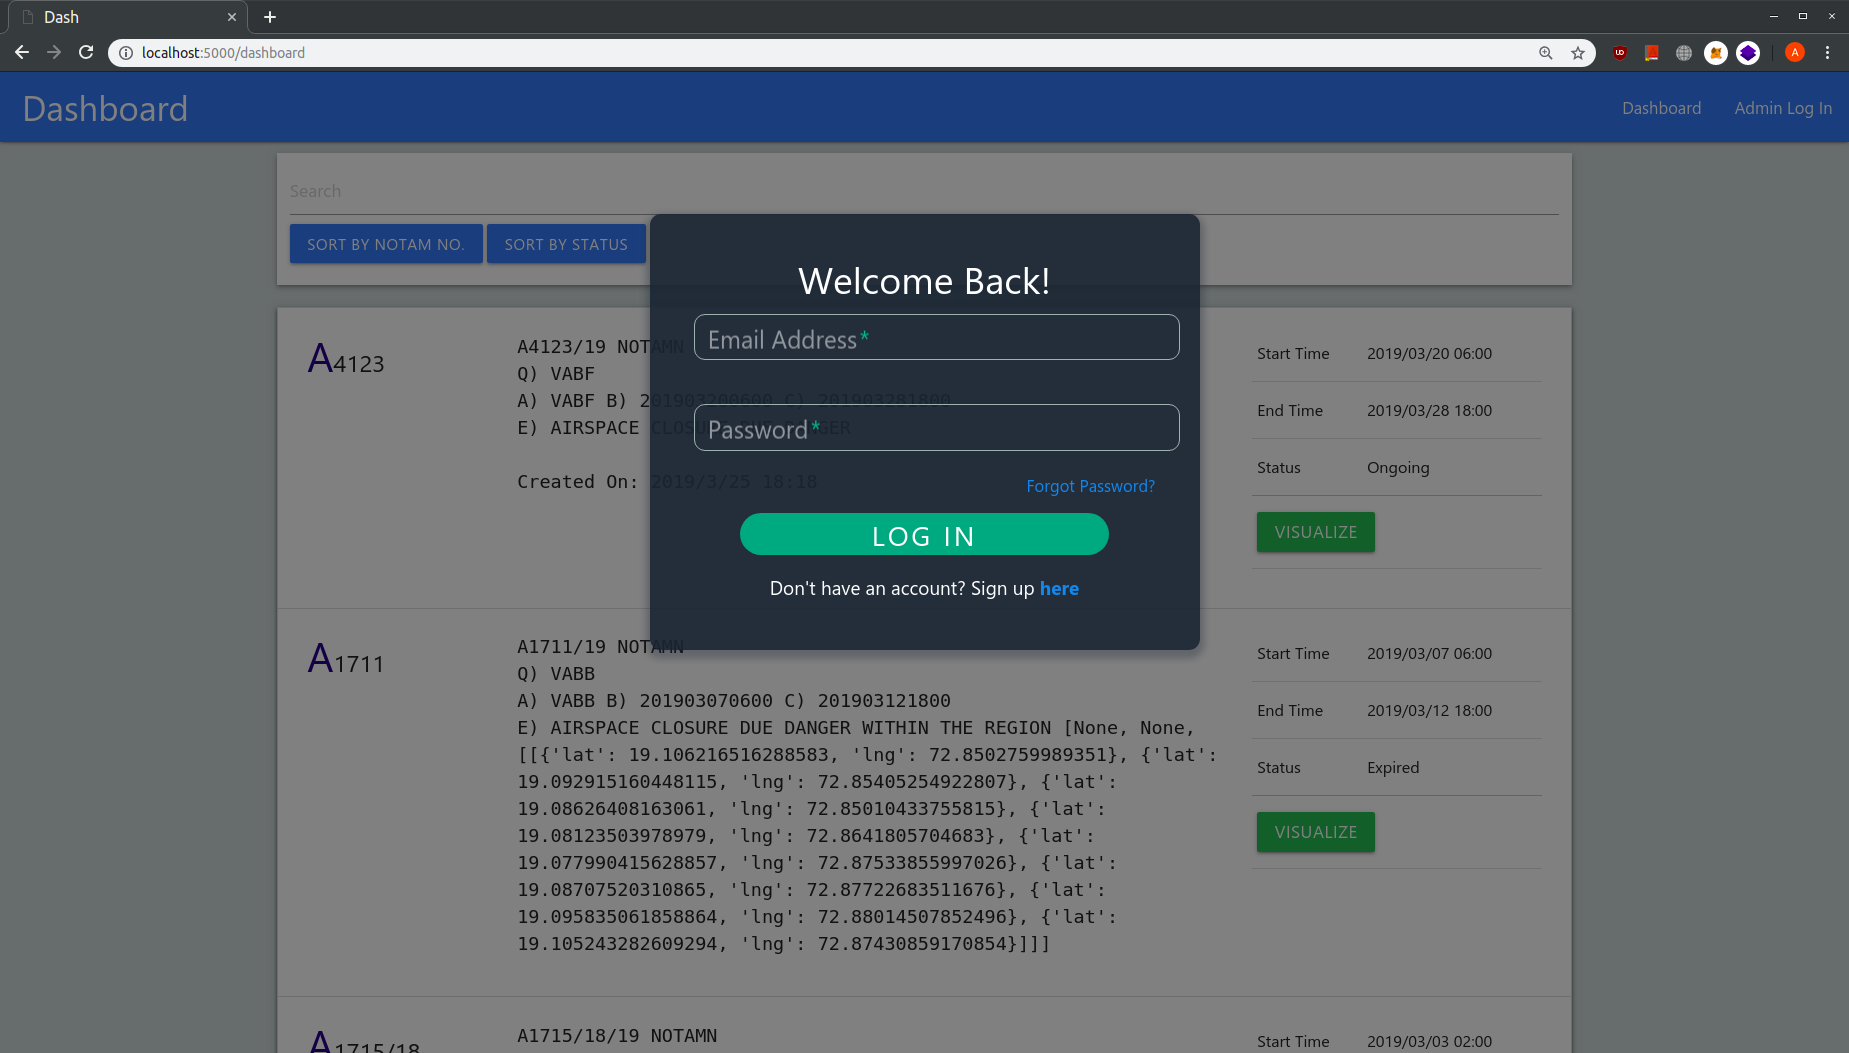 Dash
localhost:5000/dashboard
A
Dashboard
Dashboard
Admin Log In
Search
SORT BY NOTAM NO.
SORT BY STATUS
Welcome Back!
Email Address*
Password*
Forgot Password?
LOG IN
Don't have an account? Sign up here
A4123
A4123/19 NOTAMN
Q) VABF
A) VABF B) 201903200600 C) 201903281800
E) AIRSPACE CLOSURE DUE DANGER
Created On: 2019/3/25 18:18
Start Time 2019/03/20 06:00
End Time 2019/03/28 18:00
Status Ongoing
VISUALIZE
A1711
A1711/19 NOTAMN
Q) VABB
A) VABB B) 201903070600 C) 201903121800
E) AIRSPACE CLOSURE DUE DANGER WITHIN THE REGION [None, None,
[[{'lat': 19.106216516288583, 'lng': 72.8502759989351}, {'lat':
19.092915160448115, 'lng': 72.85405254922807}, {'lat':
19.08626408163061, 'lng': 72.85010433755815}, {'lat':
19.08123503978979, 'lng': 72.8641805704683}, {'lat':
19.077990415628857, 'lng': 72.87533855997026}, {'lat':
19.08707520310865, 'lng': 72.87722683511676}, {'lat':
19.095835061858864, 'lng': 72.88014507852496}, {'lat':
19.105243282609294, 'lng': 72.87430859170854}]]]
Start Time 2019/03/07 06:00
End Time 2019/03/12 18:00
Status Expired
VISUALIZE
A1715/18
A1715/18/19 NOTAMN
Start Time 2019/03/03 02:00